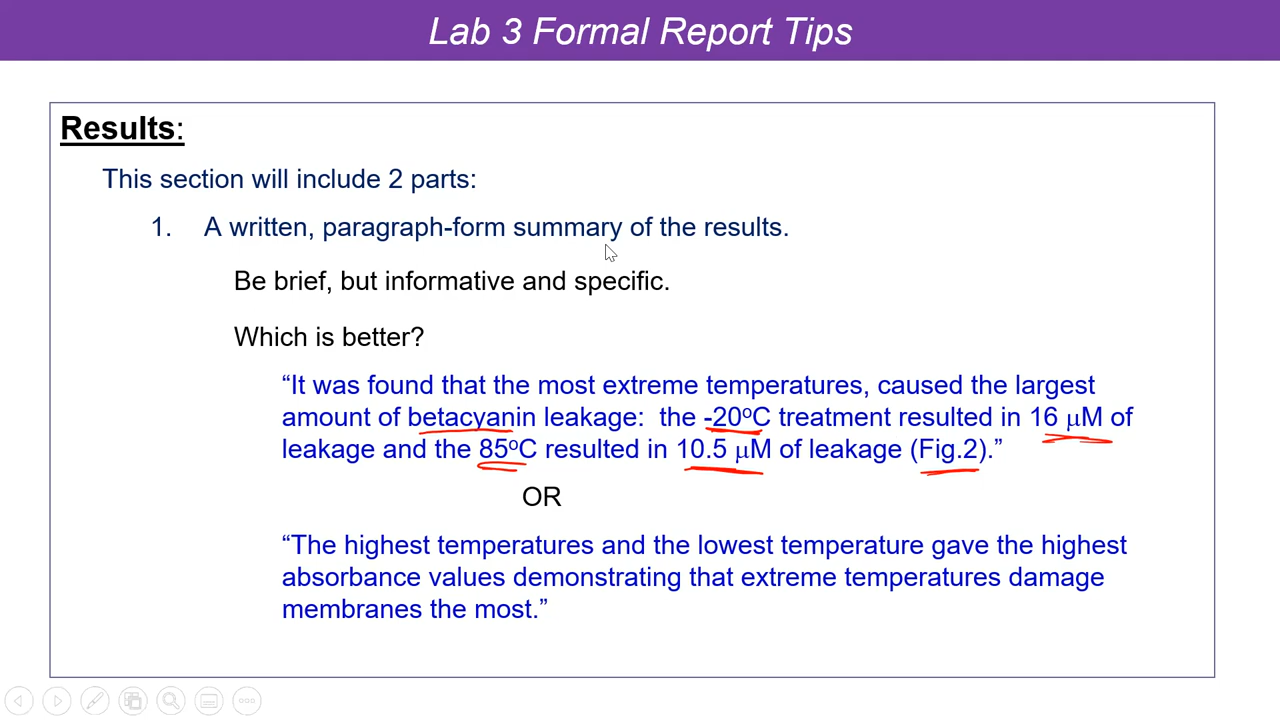 Lab 3 Formal Report Tips
Results:
This section will include 2 parts:
1. A written, paragraph-form summary of the results.
Be brief, but informative and specific.
Which is better?
“It was found that the most extreme temperatures, caused the largest
amount of betacyanin leakage: the -20°C treatment resulted in 16 μM of
leakage and the 85°C resulted in 10.5 μM of leakage (Fig.2).”
OR
“The highest temperatures and the lowest temperature gave the highest
absorbance values demonstrating that extreme temperatures damage
membranes the most.”